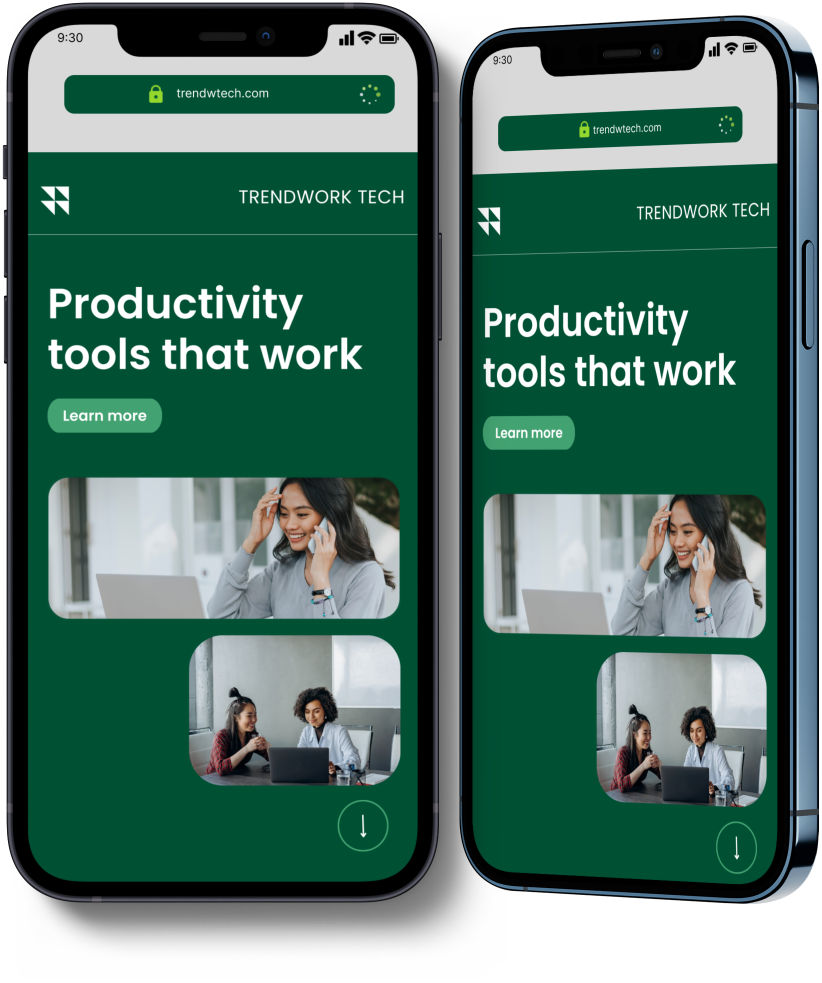 9:30
trendwtech.com
TRENDWORK TECH
Productivity
tools that work
Learn more
9:30
trendwtech.com
TRENDWORK TECH
Productivity
tools that work
Learn more